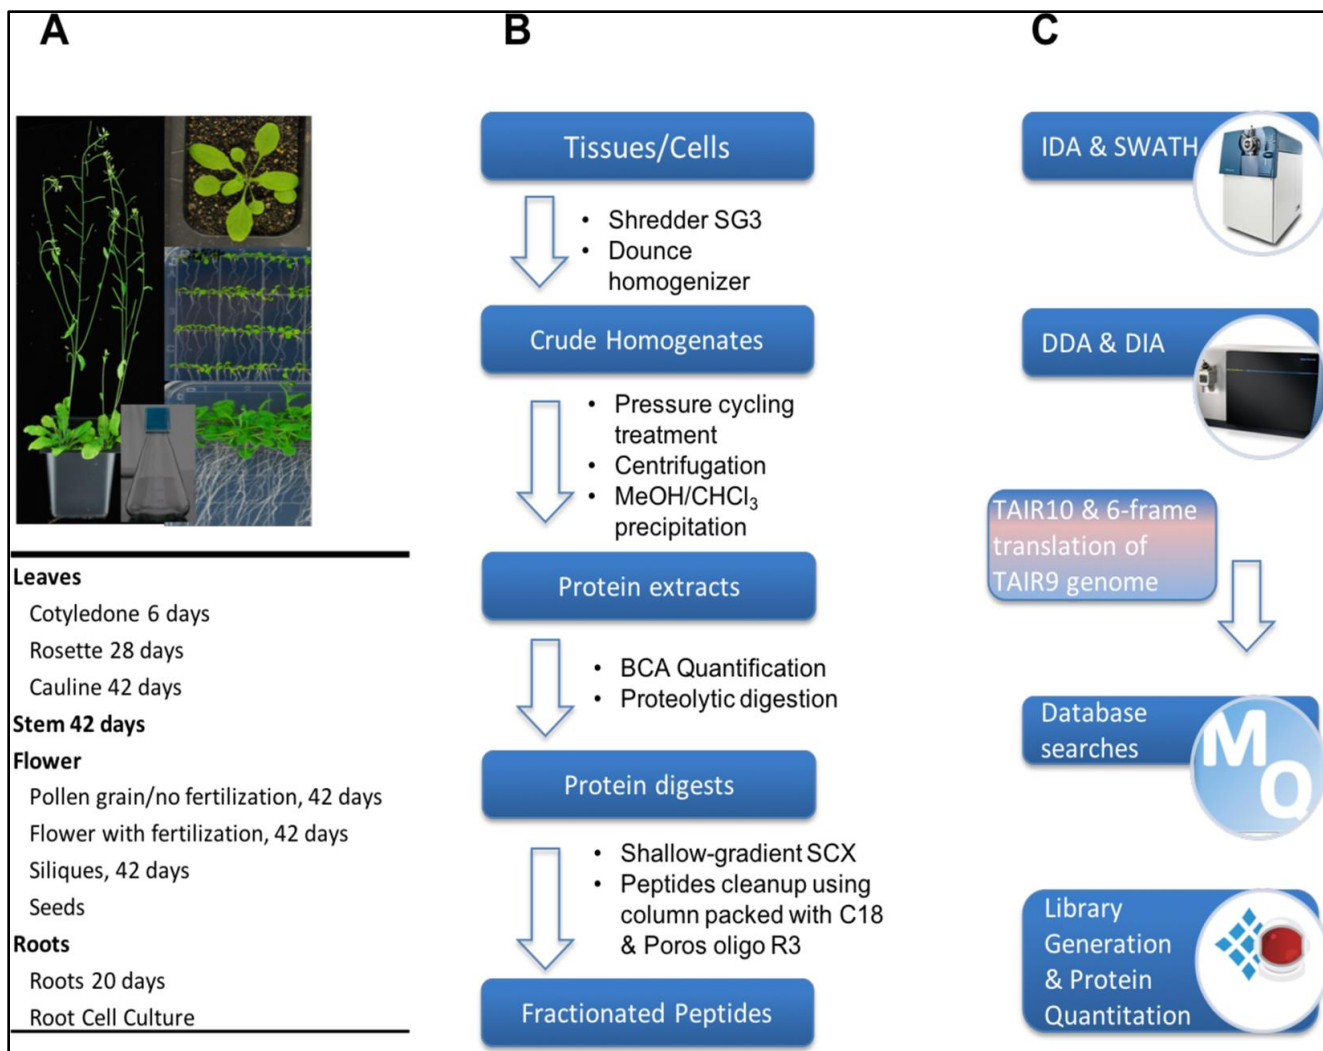 A
Leaves
Cotyledone 6 days
Rosette 28 days
Cauline 42 days
Stem 42 days
Flower
Pollen grain/no fertilization, 42 days
Flower with fertilization, 42 days
Siliques, 42 days
Seeds
Roots
Roots 20 days
Root Cell Culture
B
Tissues/Cells
• Shredder SG3
• Dounce
homogenizer
Crude Homogenates
• Pressure cycling
treatment
• Centrifugation
• MeOH/CHCl₃
precipitation
Protein extracts
• BCA Quantification
• Proteolytic digestion
Protein digests
• Shallow-gradient SCX
• Peptides cleanup using
column packed with C18
& Poros oligo R3
Fractionated Peptides
C
IDA & SWATH
DDA & DIA
TAIR10 & 6-frame
translation of
TAIR9 genome
Database
searches
M
Q
Library
Generation
& Protein
Quantitation